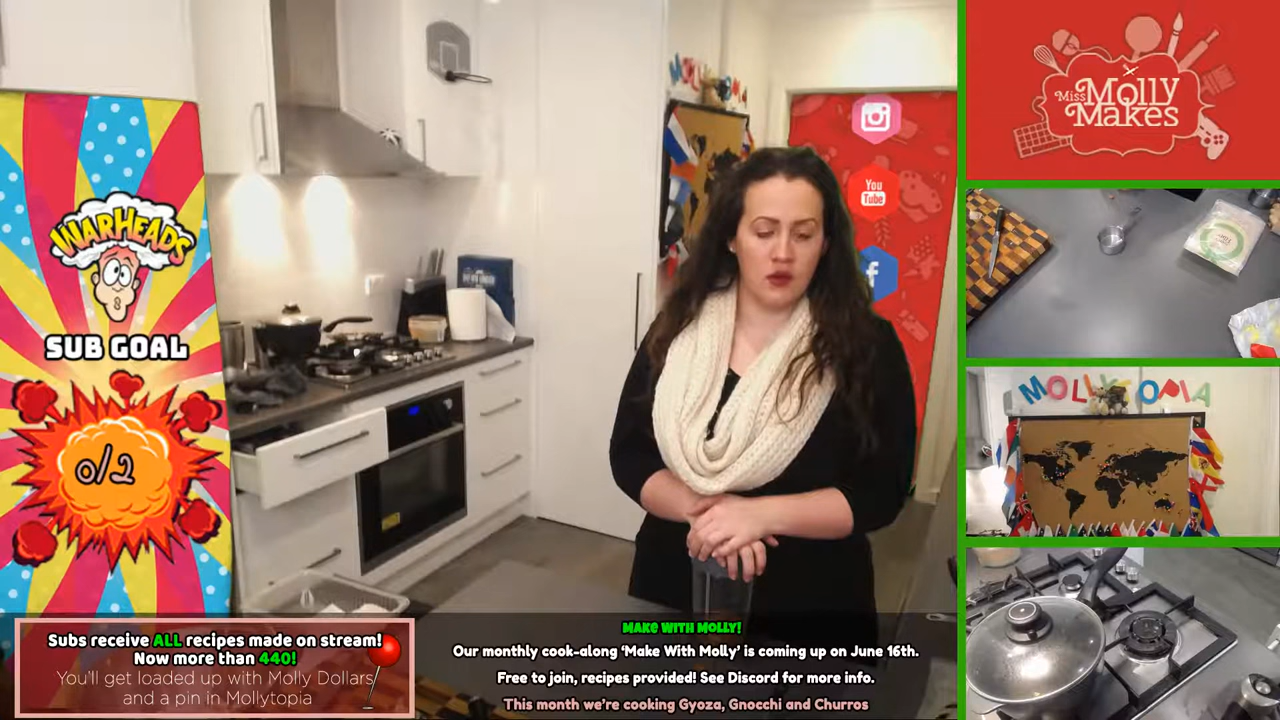 WARHEADS
SUB GOAL
0/2
Subs receive ALL recipes made on stream!
Now more than 440!
You'll get loaded up with Molly Dollars
and a pin in Mollytopia
MAKE WITH MOLLY!
Our monthly cook-along 'Make With Molly' is coming up on June 16th.
Free to join, recipes provided! See Discord for more info.
This month we're cooking Gyoza, Gnocchi and Churros
You
Tube
f
Miss Molly
Makes
MOLLYTOPIA